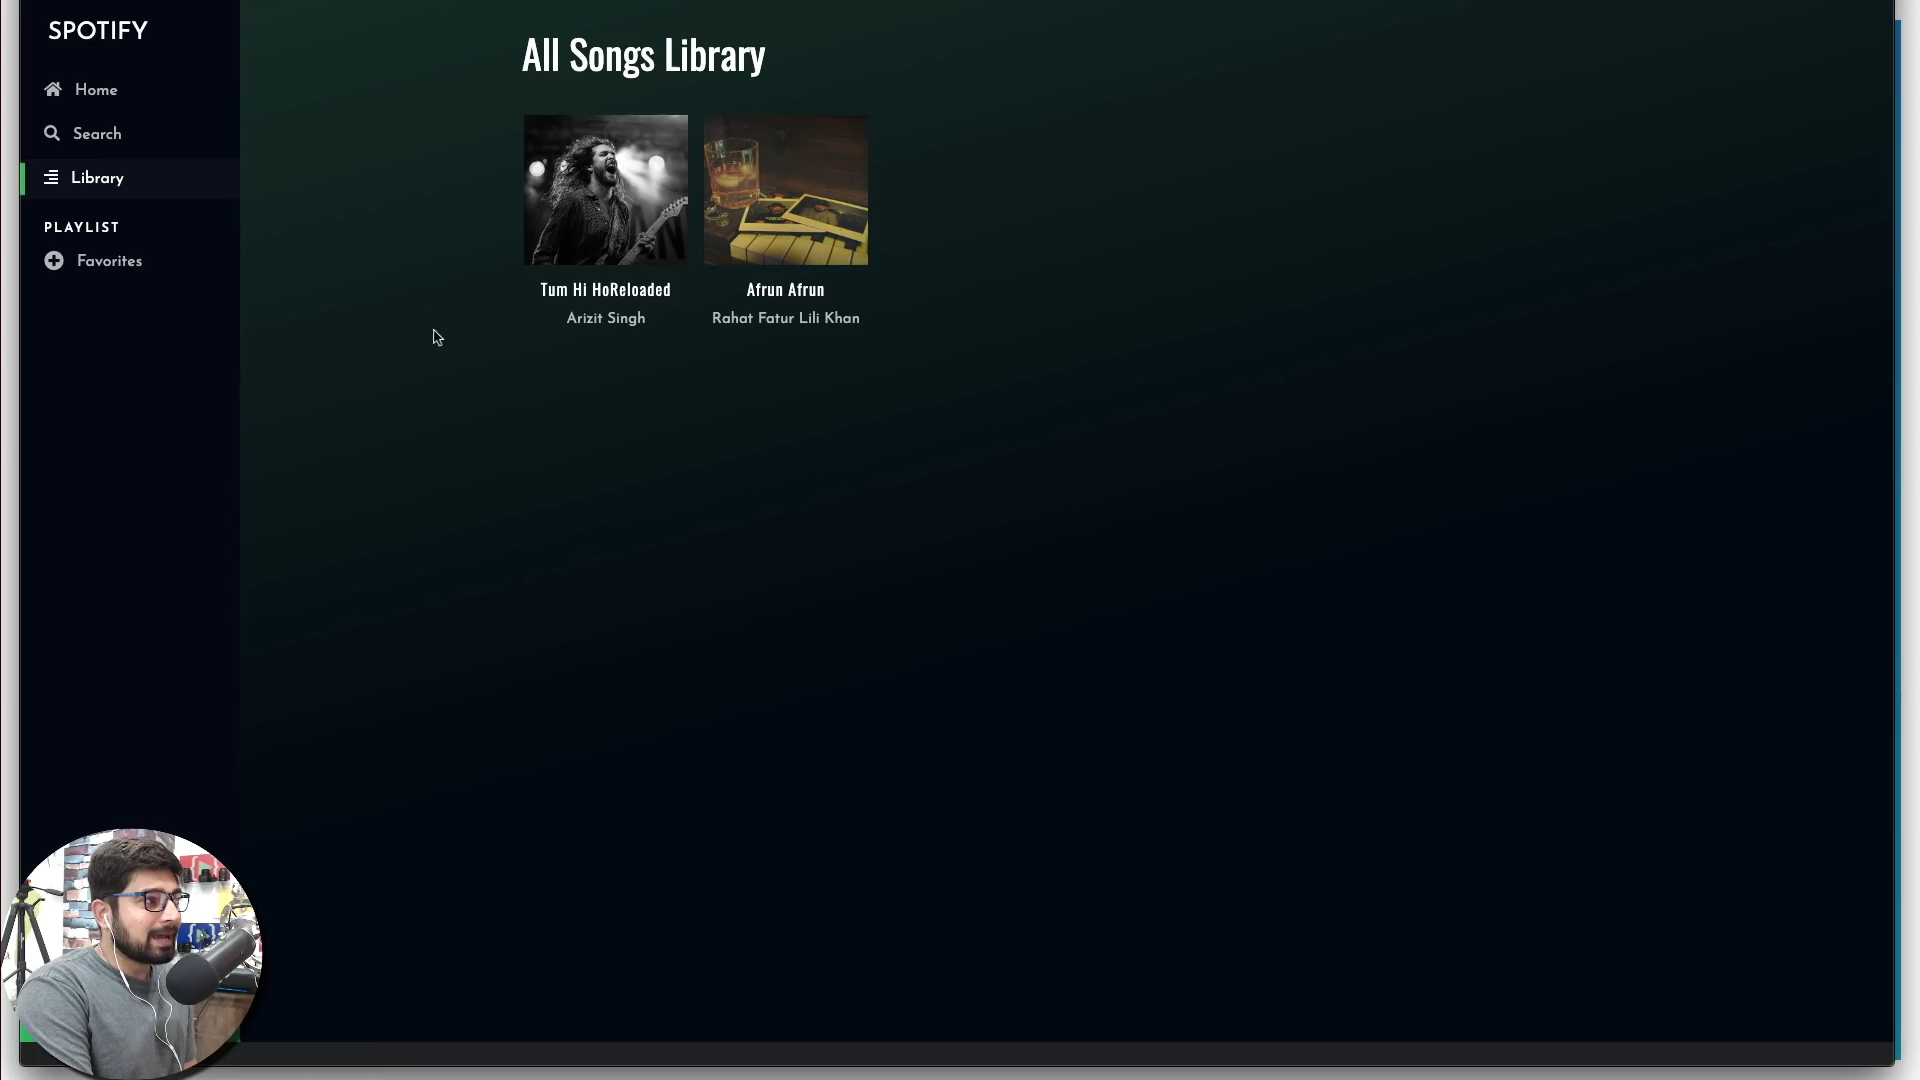 SPOTIFY
Home
Search
Library
PLAYLIST
Favorites
All Songs Library
Tum Hi HoReloaded
Arizit Singh
Afrun Afrun
Rahat Fatur Lili Khan